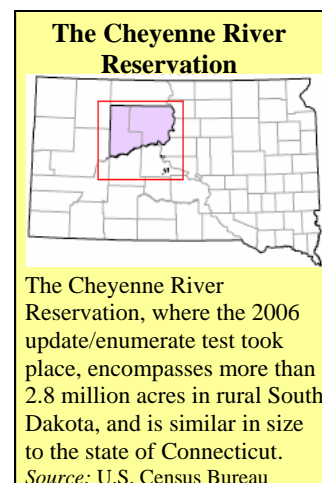 The Cheyenne River
Reservation
The Cheyenne River
Reservation, where the 2006
update/enumerate test took
place, encompasses more than
2.8 million acres in rural South
Dakota, and is similar in size
to the state of Connecticut.
Source: U.S. Census Bureau